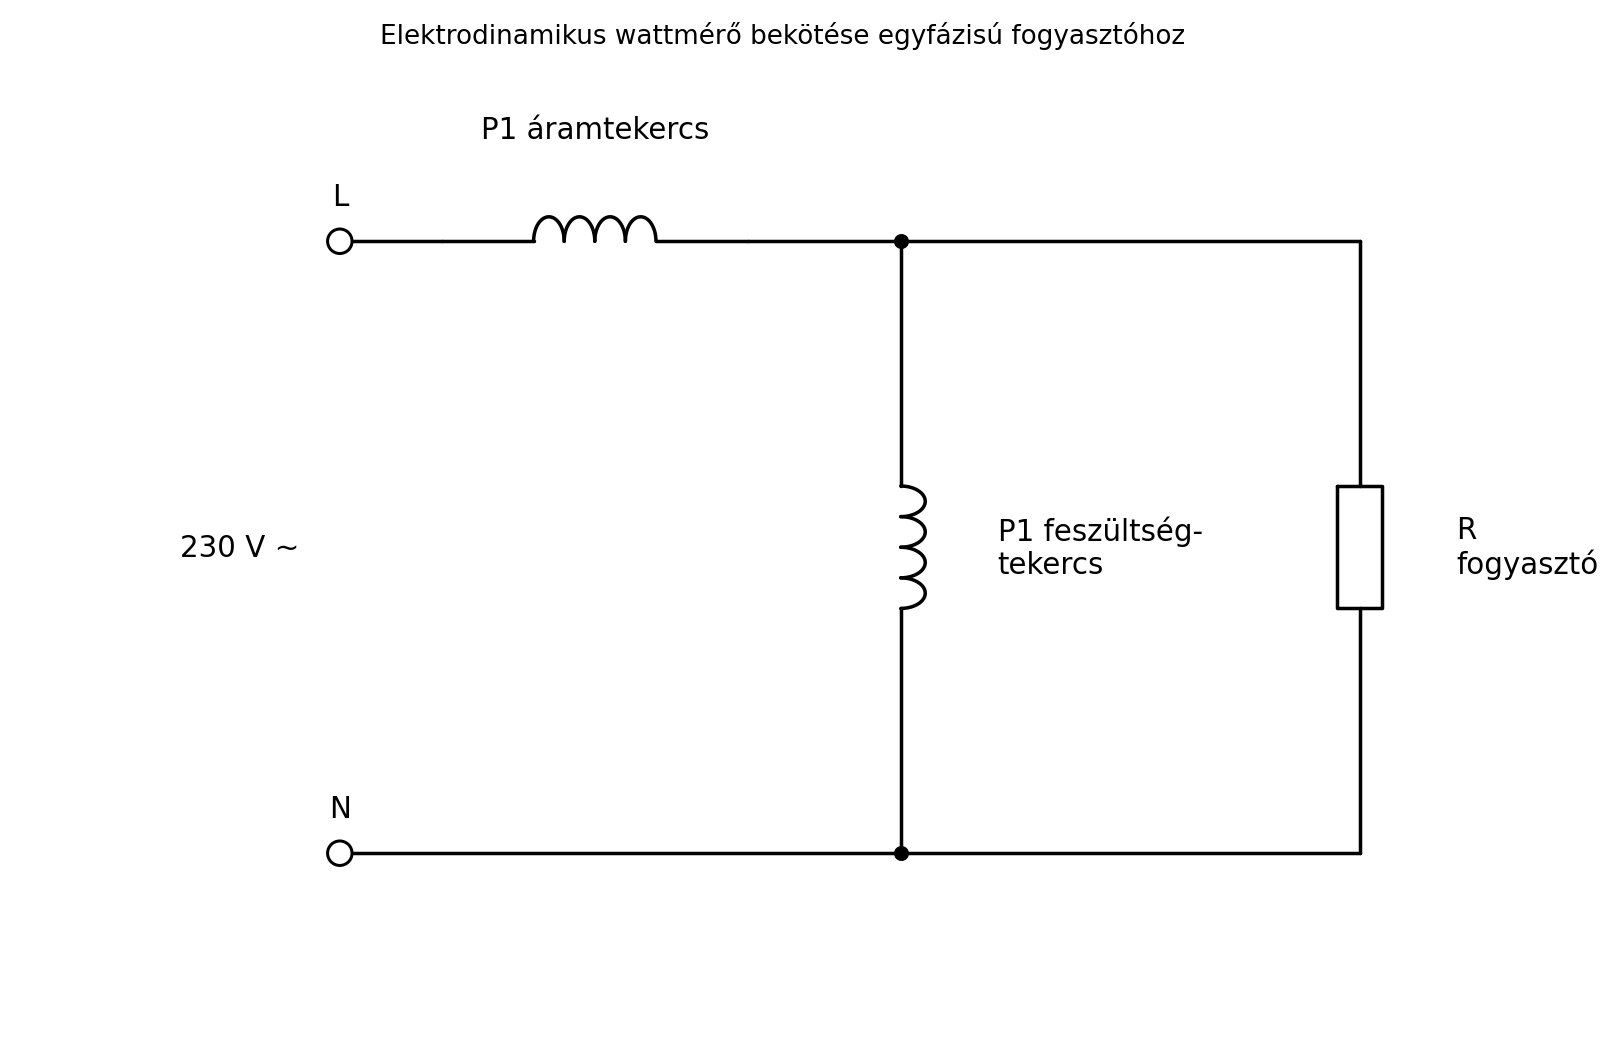 Elektrodinamikus wattmérő bekötése egyfázisú fogyasztóhoz
P1 áramtekercs
L
230 V ~
P1 feszültség-
tekercs
R
fogyasztó
N